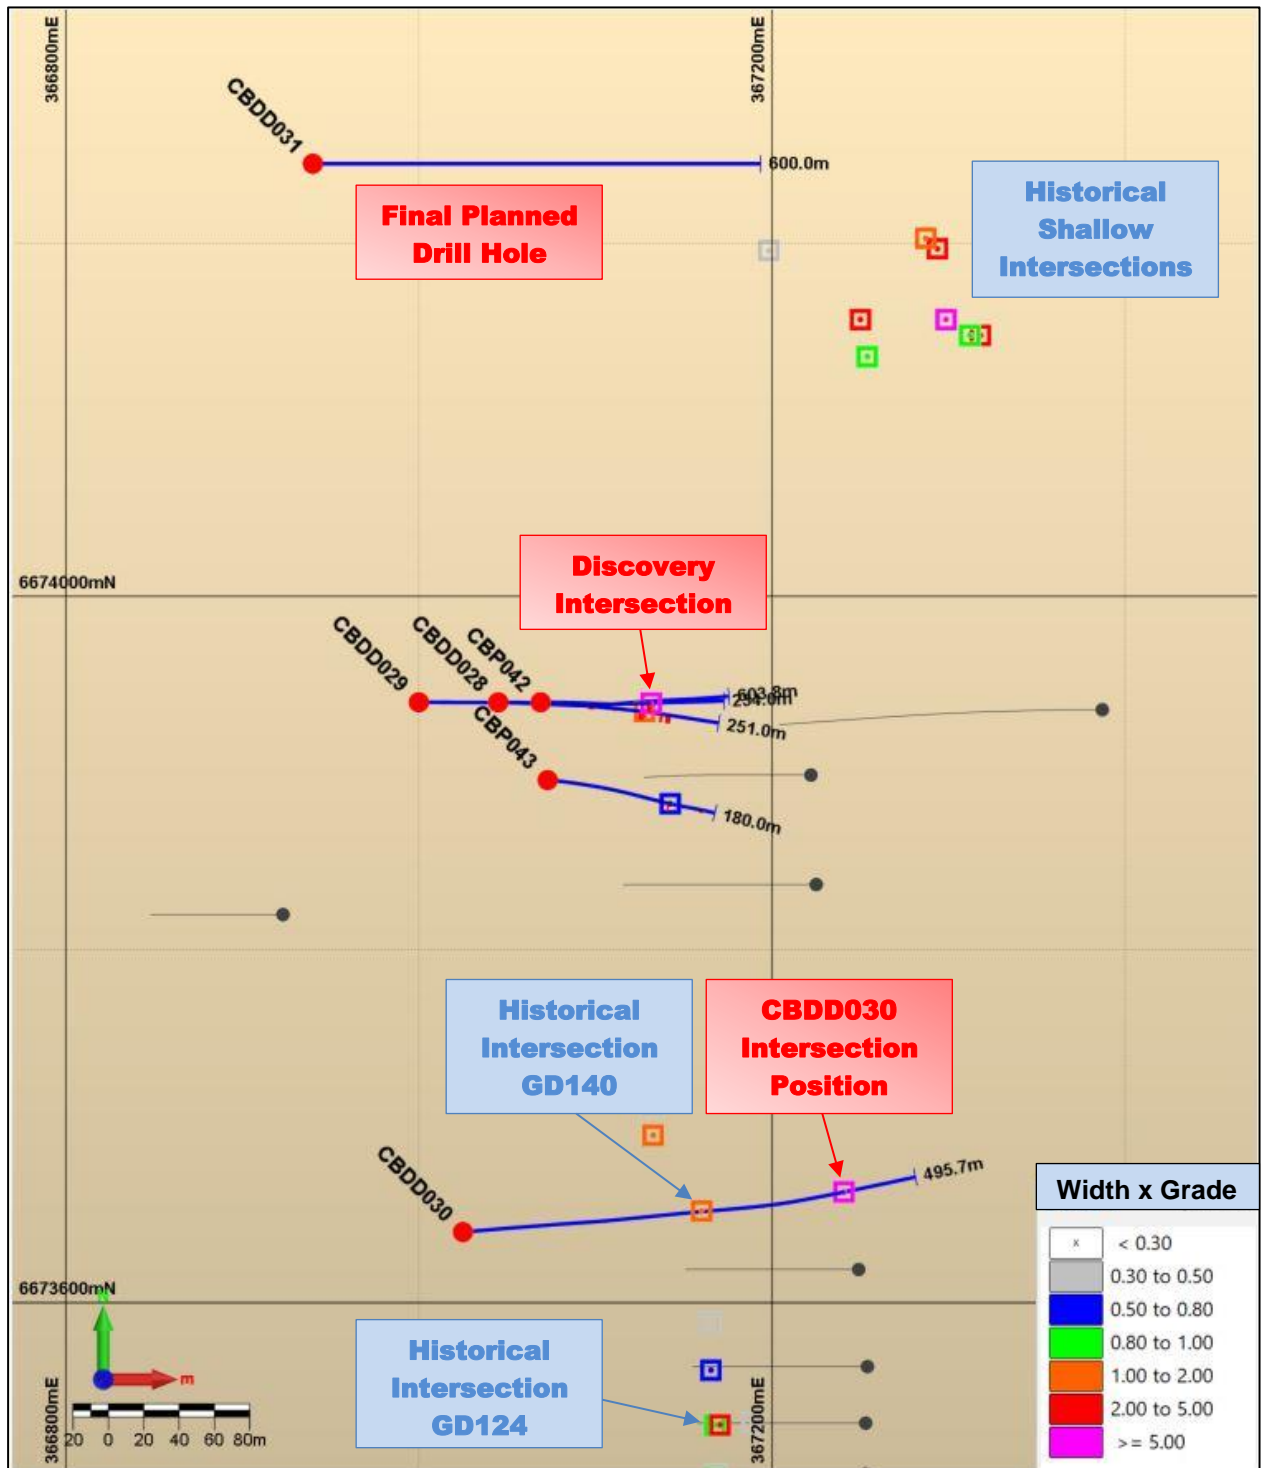 366800mE
367200mE
CBDD031
600.0m
Final Planned
Drill Hole
Historical
Shallow
Intersections
Discovery
Intersection
6674000mN
CBDD029
CBDD028
CBP042
603.8m
251.0m
CBP043
180.0m
Historical
Intersection
GD140
CBDD030
Intersection
Position
CBDD030
495.7m
Width x Grade
x < 0.30
0.30 to 0.50
0.50 to 0.80
0.80 to 1.00
1.00 to 2.00
2.00 to 5.00
>= 5.00
6673600mN
N
m
Historical
Intersection
GD124
20 0 20 40 60 80m
366800mE
367200mE